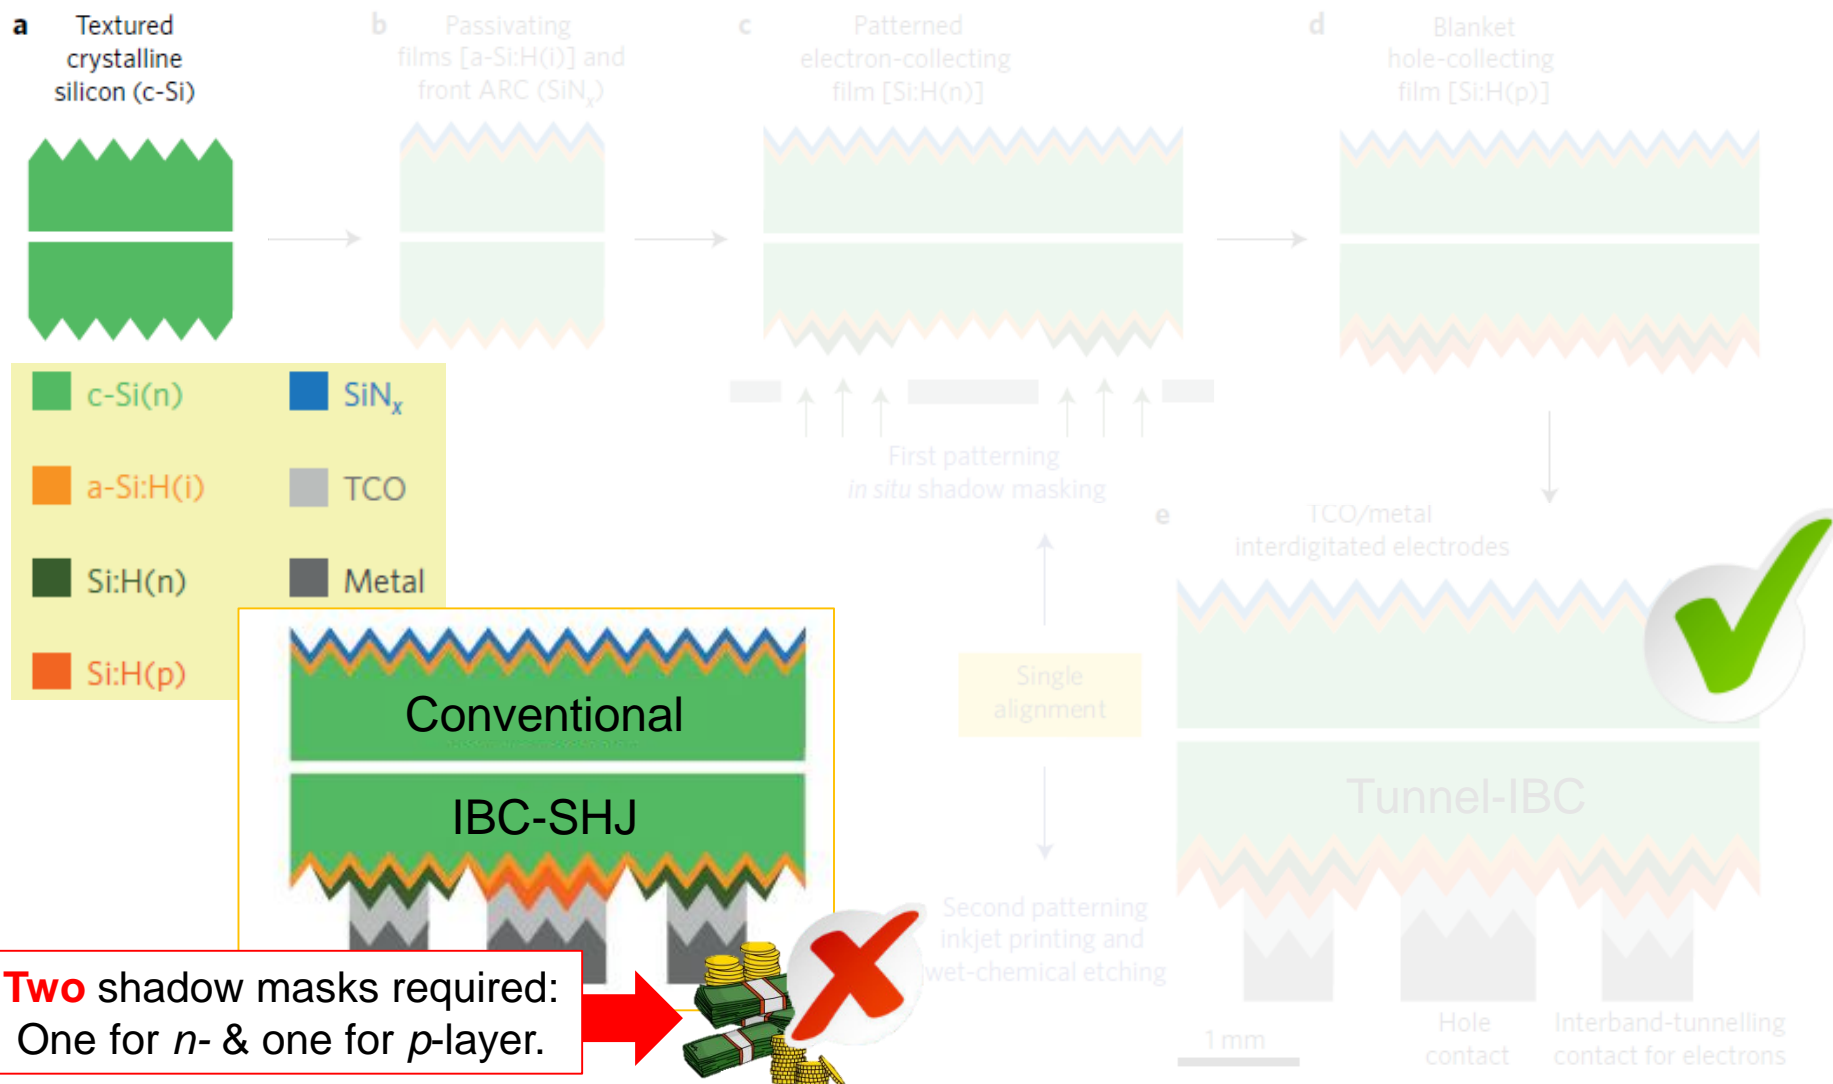 a
Textured
crystalline
silicon (c-Si)
b
Passivating
films [a-Si:H(i)] and
front ARC (SiNₓ)
c
Patterned
electron-collecting
film [Si:H(n)]
d
Blanket
hole-collecting
film [Si:H(p)]
c-Si(n)
SiNₓ
a-Si:H(i)
TCO
Si:H(n)
Metal
Si:H(p)
First patterning
in situ shadow masking
Single
alignment
Second patterning
inkjet printing and
wet-chemical etching
e
TCO/metal
interdigitated electrodes
Tunnel-IBC
1 mm
Hole
contact
Interband-tunnelling
contact for electrons
Conventional
IBC-SHJ
Two shadow masks required:
One for n- & one for p-layer.